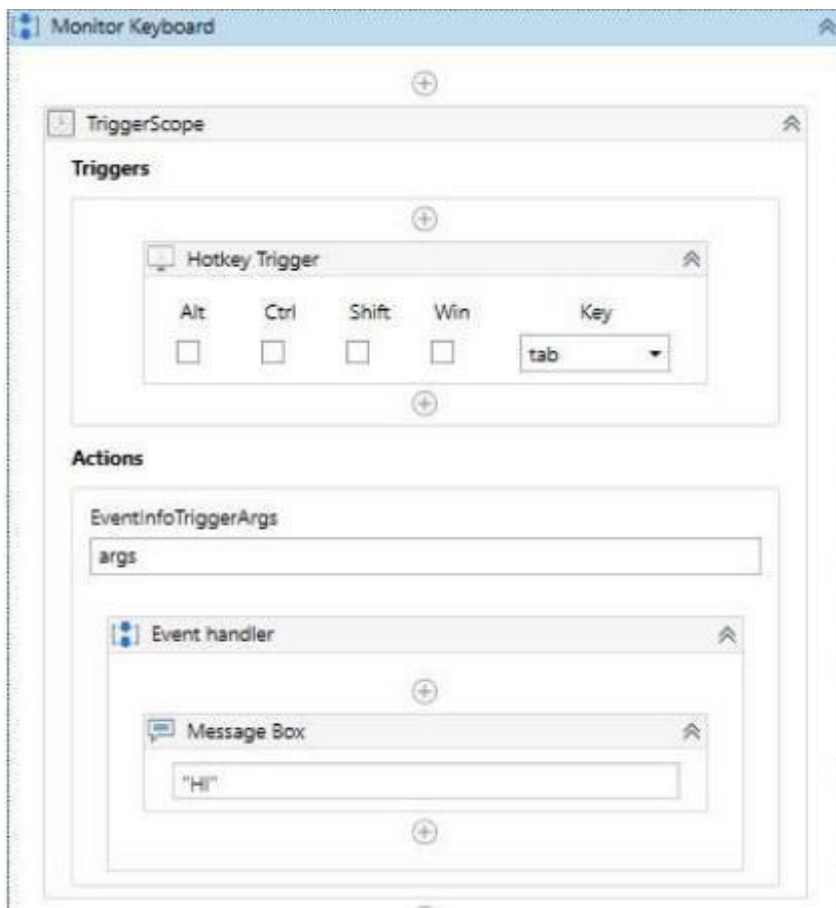 Monitor Keyboard
TriggerScope
Triggers
Hotkey Trigger
Alt Ctrl Shift Win Key
tab
Actions
EventInfoTriggerArgs
args
Event handler
Message Box
"HI"